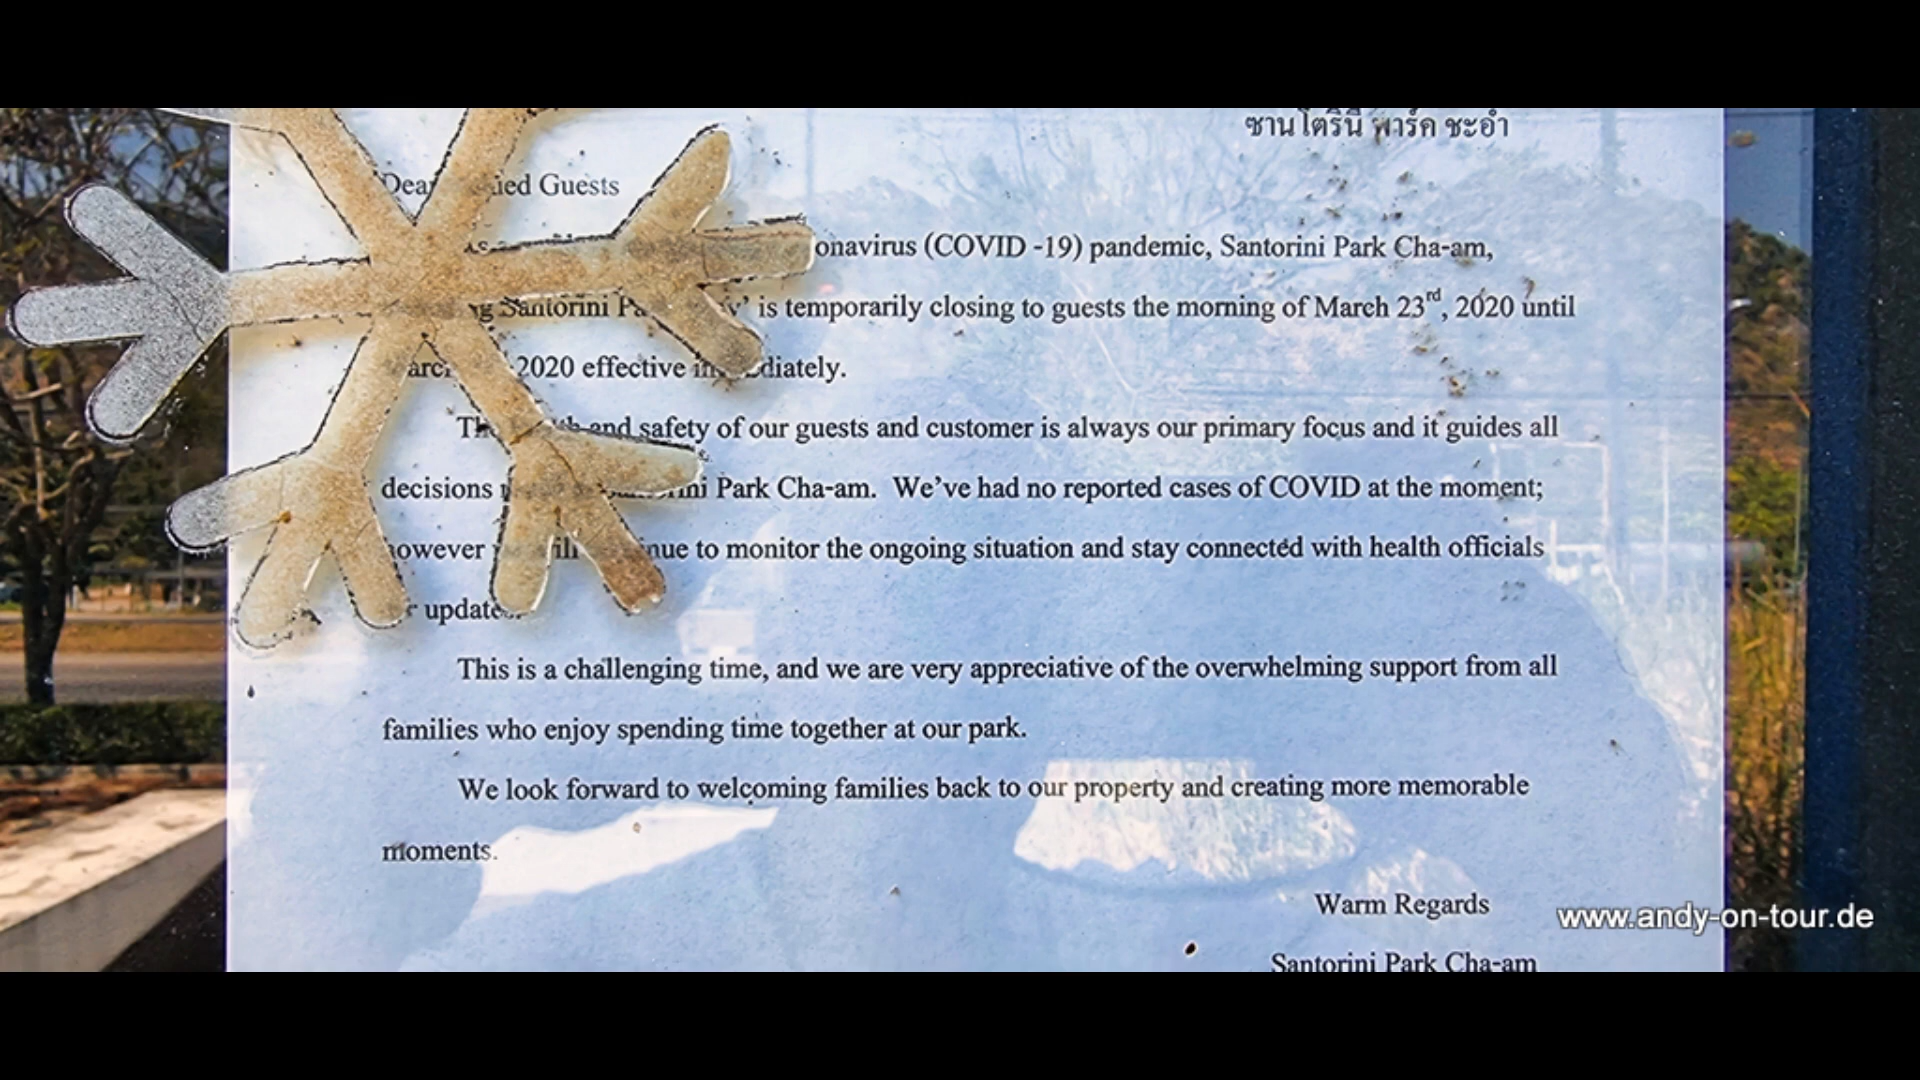 ซานโตรินี พาร์ค ชะอำ
Guests
(COVID -19) pandemic, Santorini Park Cha-am,
Santorini is temporarily closing to guests the morning of March 23rd, 2020 until
2020 effective
and safety of our guests and customer is always our primary focus and it guides all
decisions Park Cha-am. We’ve had no reported cases of COVID at the moment;
to monitor the ongoing situation and stay connected with health officials
This is a challenging time, and we are very appreciative of the overwhelming support from all
families who enjoy spending time together at our park.
We look forward to welcoming families back to our property and creating more memorable
moments.
Warm Regards
www.andy-on-tour.de
Santorini Park Cha-am